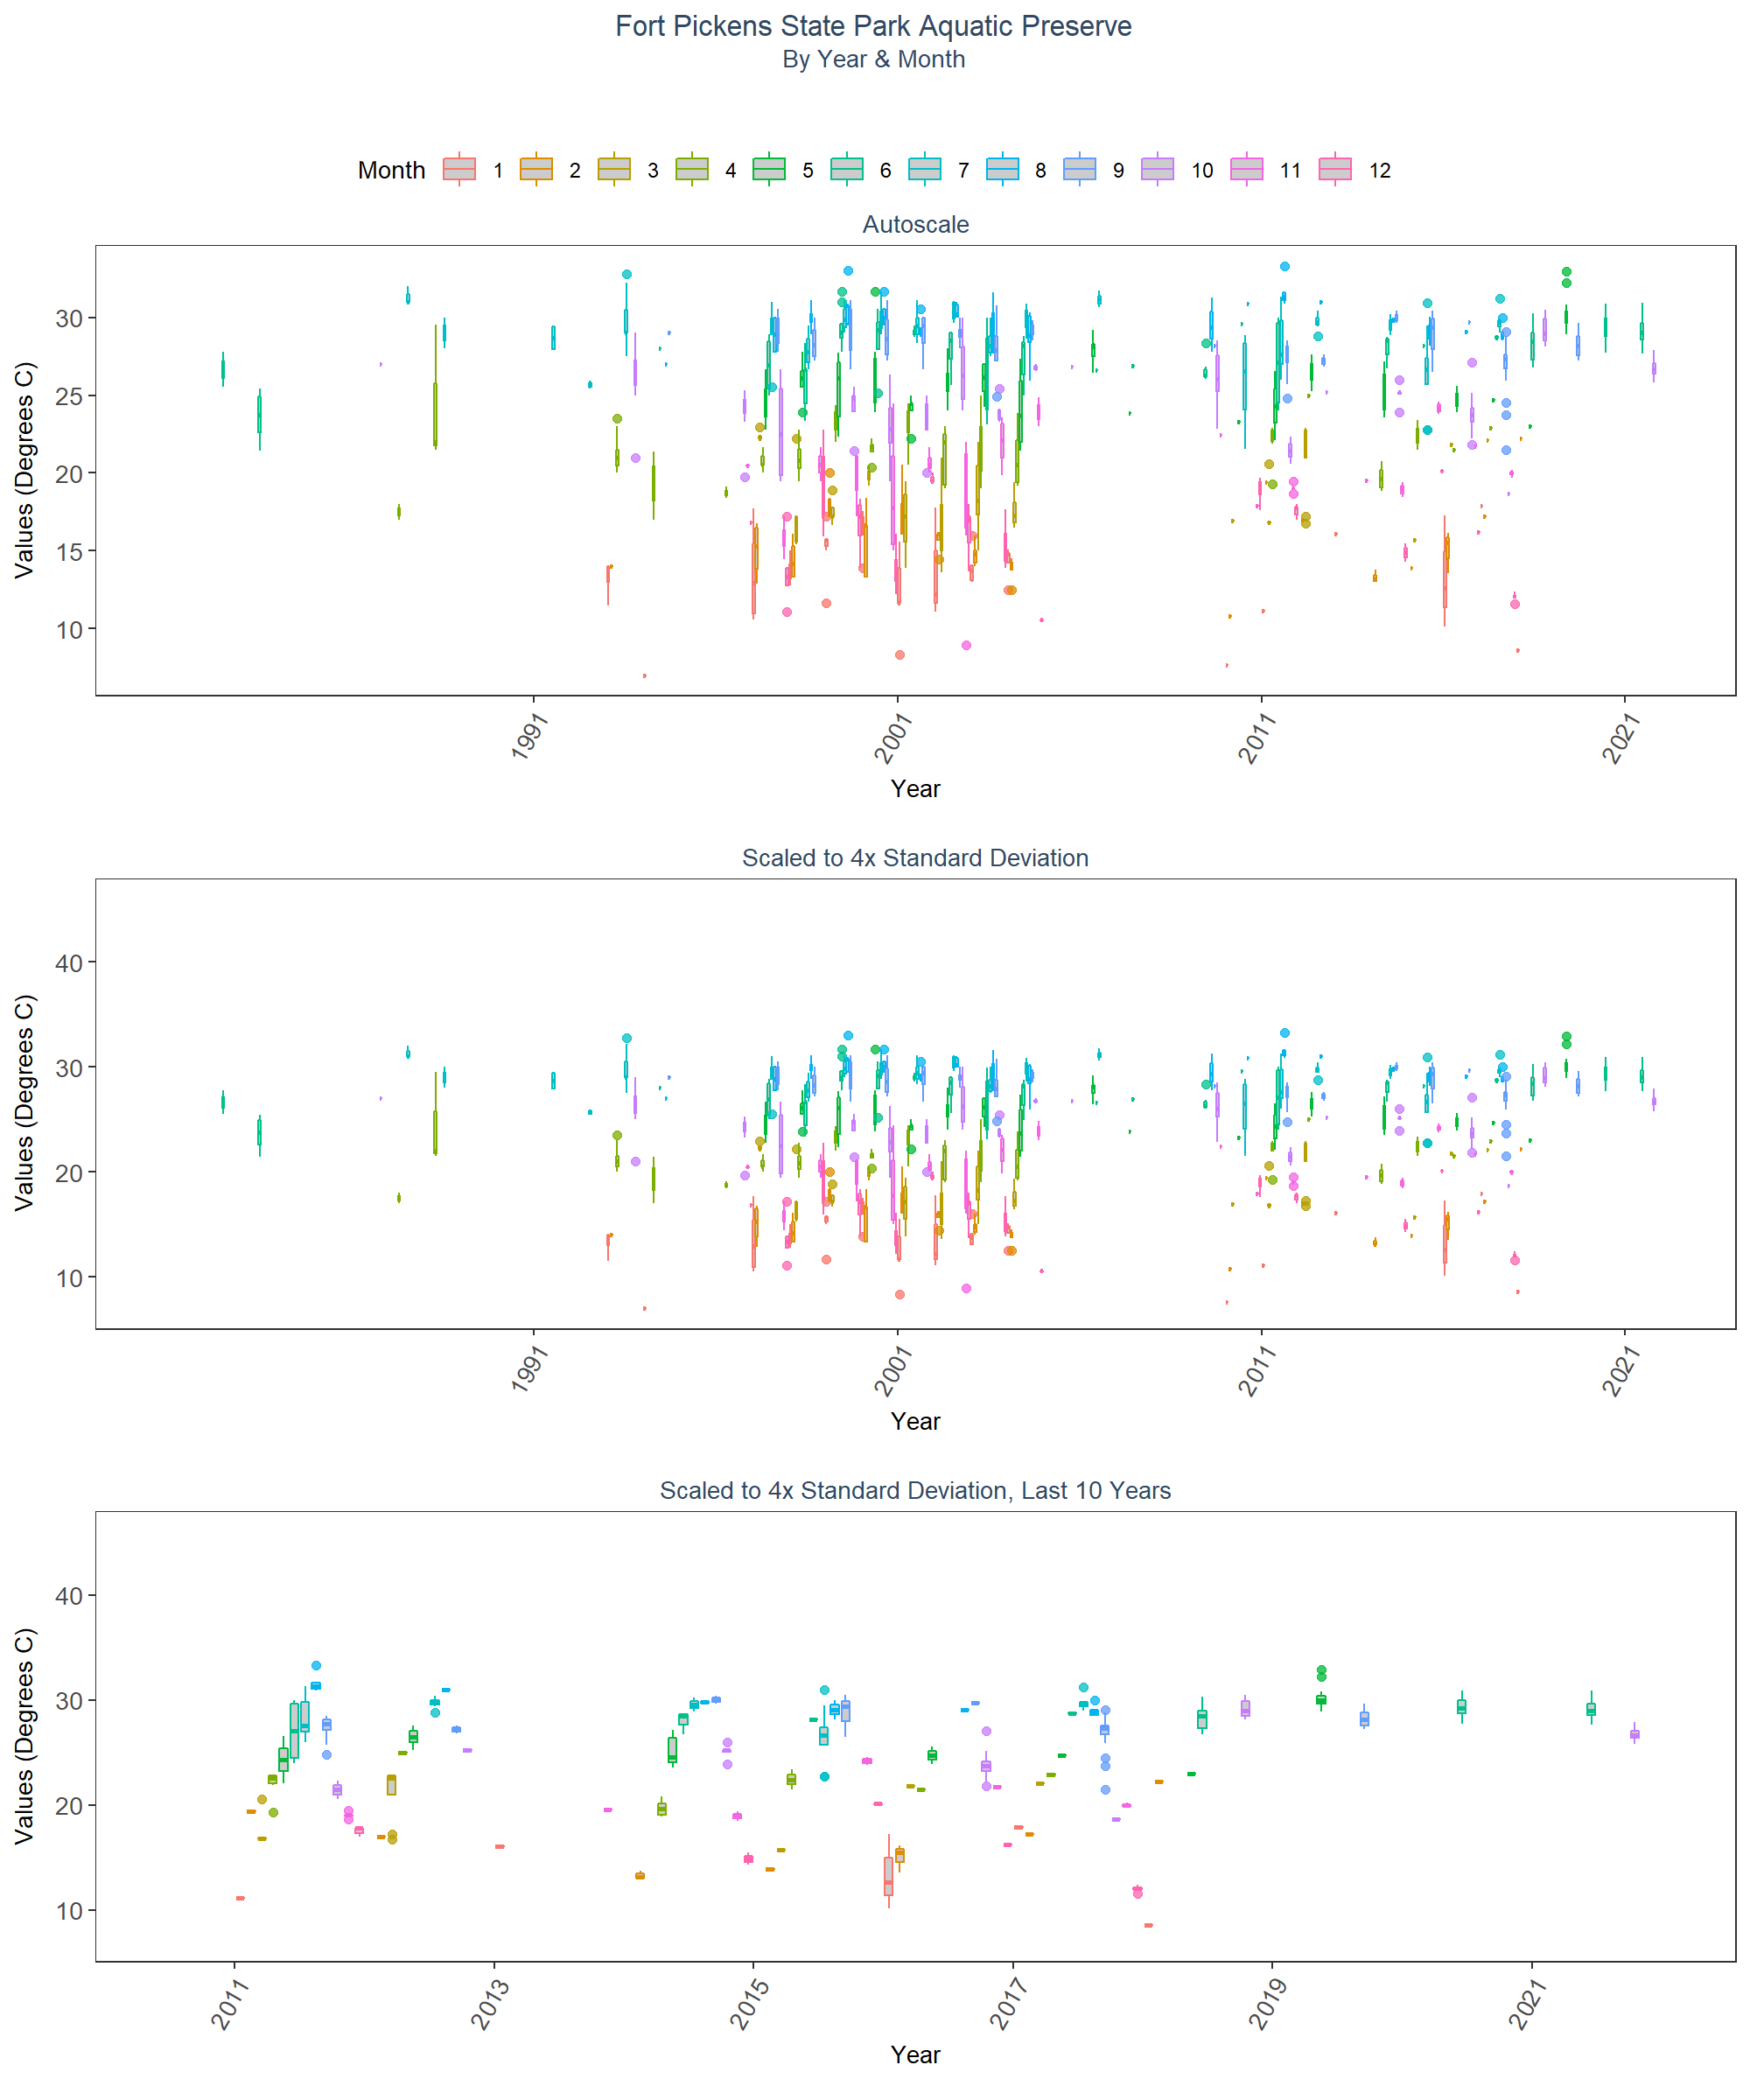 Fort Pickens State Park Aquatic Preserve
By Year & Month
Month 1 2 3 4 5 6 7 8 9 10 11 12
Autoscale
Values (Degrees C)
30
25
20
15
10
1991 2001 2011 2021
Year
Scaled to 4x Standard Deviation
Values (Degrees C)
40
30
20
10
1991 2001 2011 2021
Year
Scaled to 4x Standard Deviation, Last 10 Years
Values (Degrees C)
40
30
20
10
2011 2013 2015 2017 2019 2021
Year